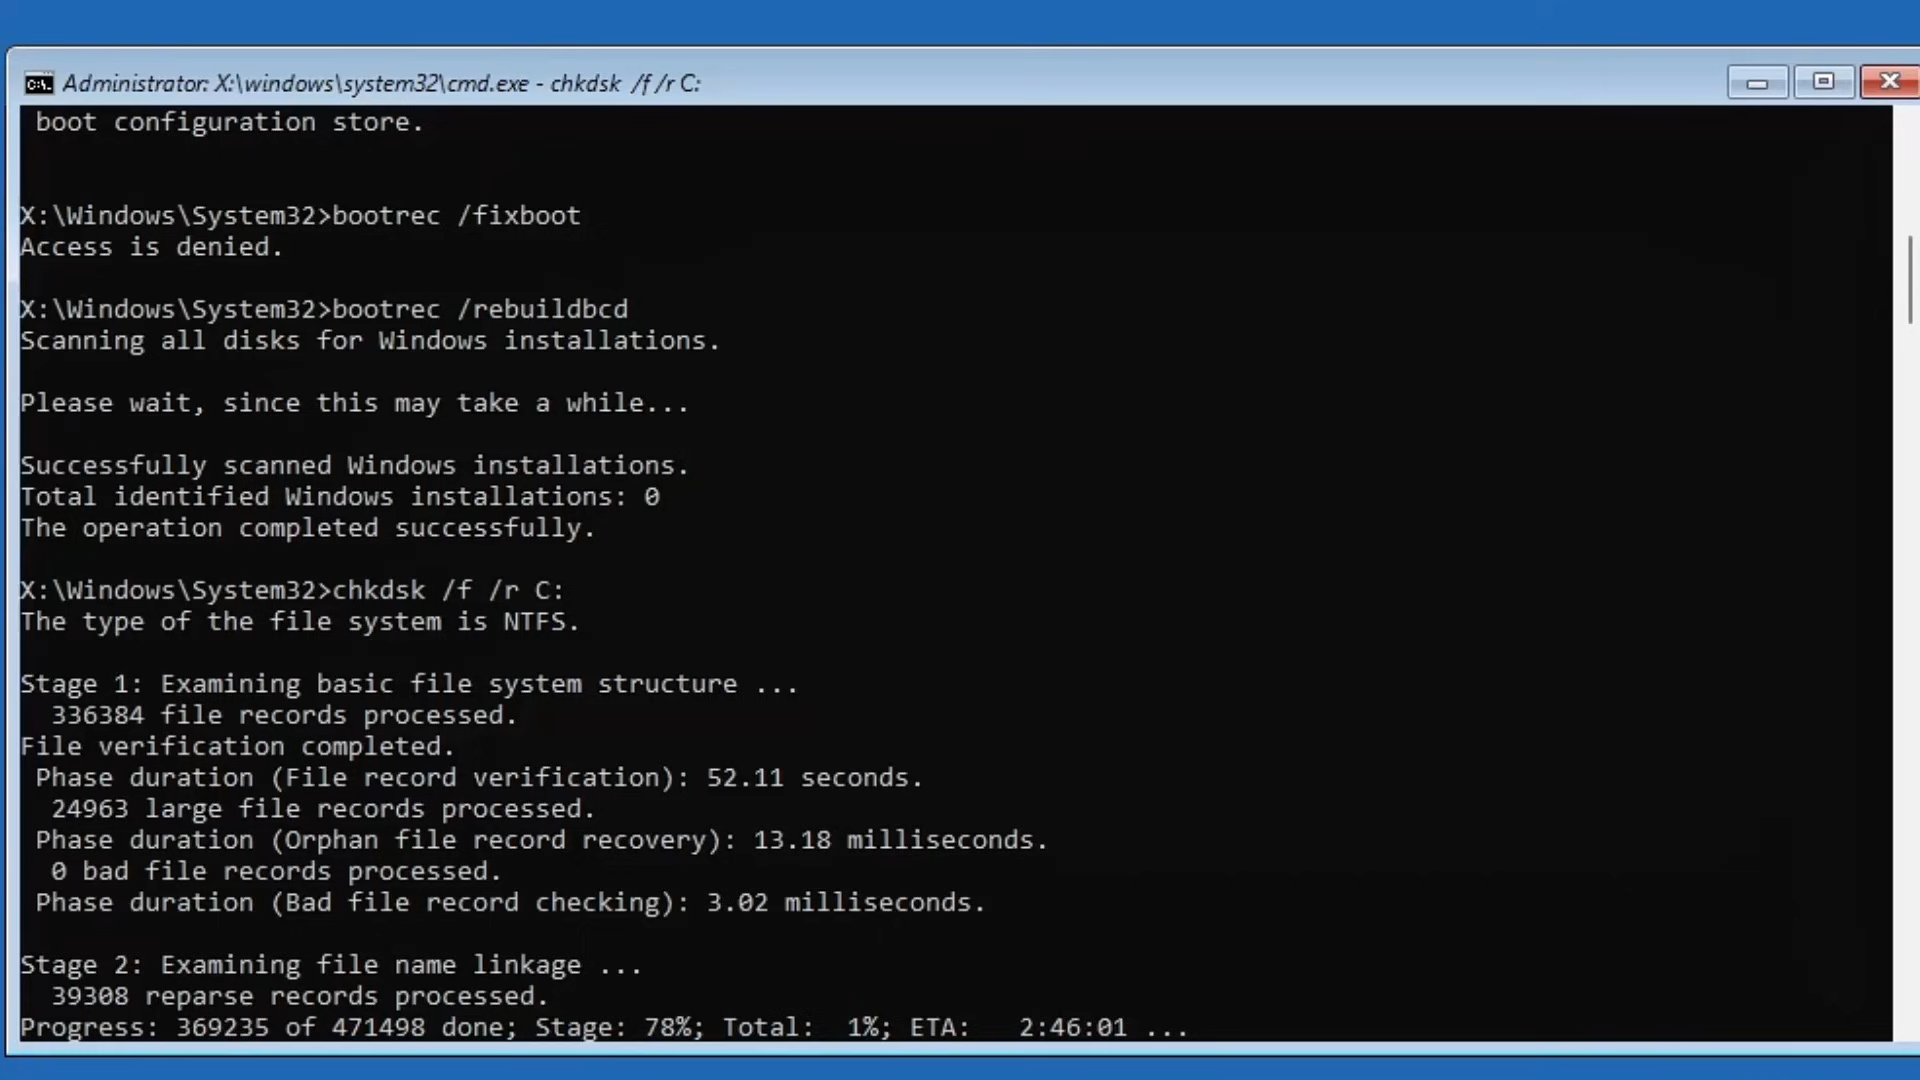 Administrator: X:\windows\system32\cmd.exe - chkdsk /f /r C:
boot configuration store.
X:\Windows\System32>bootrec /fixboot
Access is denied.
X:\Windows\System32>bootrec /rebuildbcd
Scanning all disks for Windows installations.
Please wait, since this may take a while...
Successfully scanned Windows installations.
Total identified Windows installations: 0
The operation completed successfully.
X:\Windows\System32>chkdsk /f /r C:
The type of the file system is NTFS.
Stage 1: Examining basic file system structure ...
336384 file records processed.
File verification completed.
Phase duration (File record verification): 52.11 seconds.
24963 large file records processed.
Phase duration (Orphan file record recovery): 13.18 milliseconds.
0 bad file records processed.
Phase duration (Bad file record checking): 3.02 milliseconds.
Stage 2: Examining file name linkage ...
39308 reparse records processed.
Progress: 369235 of 471498 done; Stage: 78%; Total:  1%; ETA:   2:46:01 ...